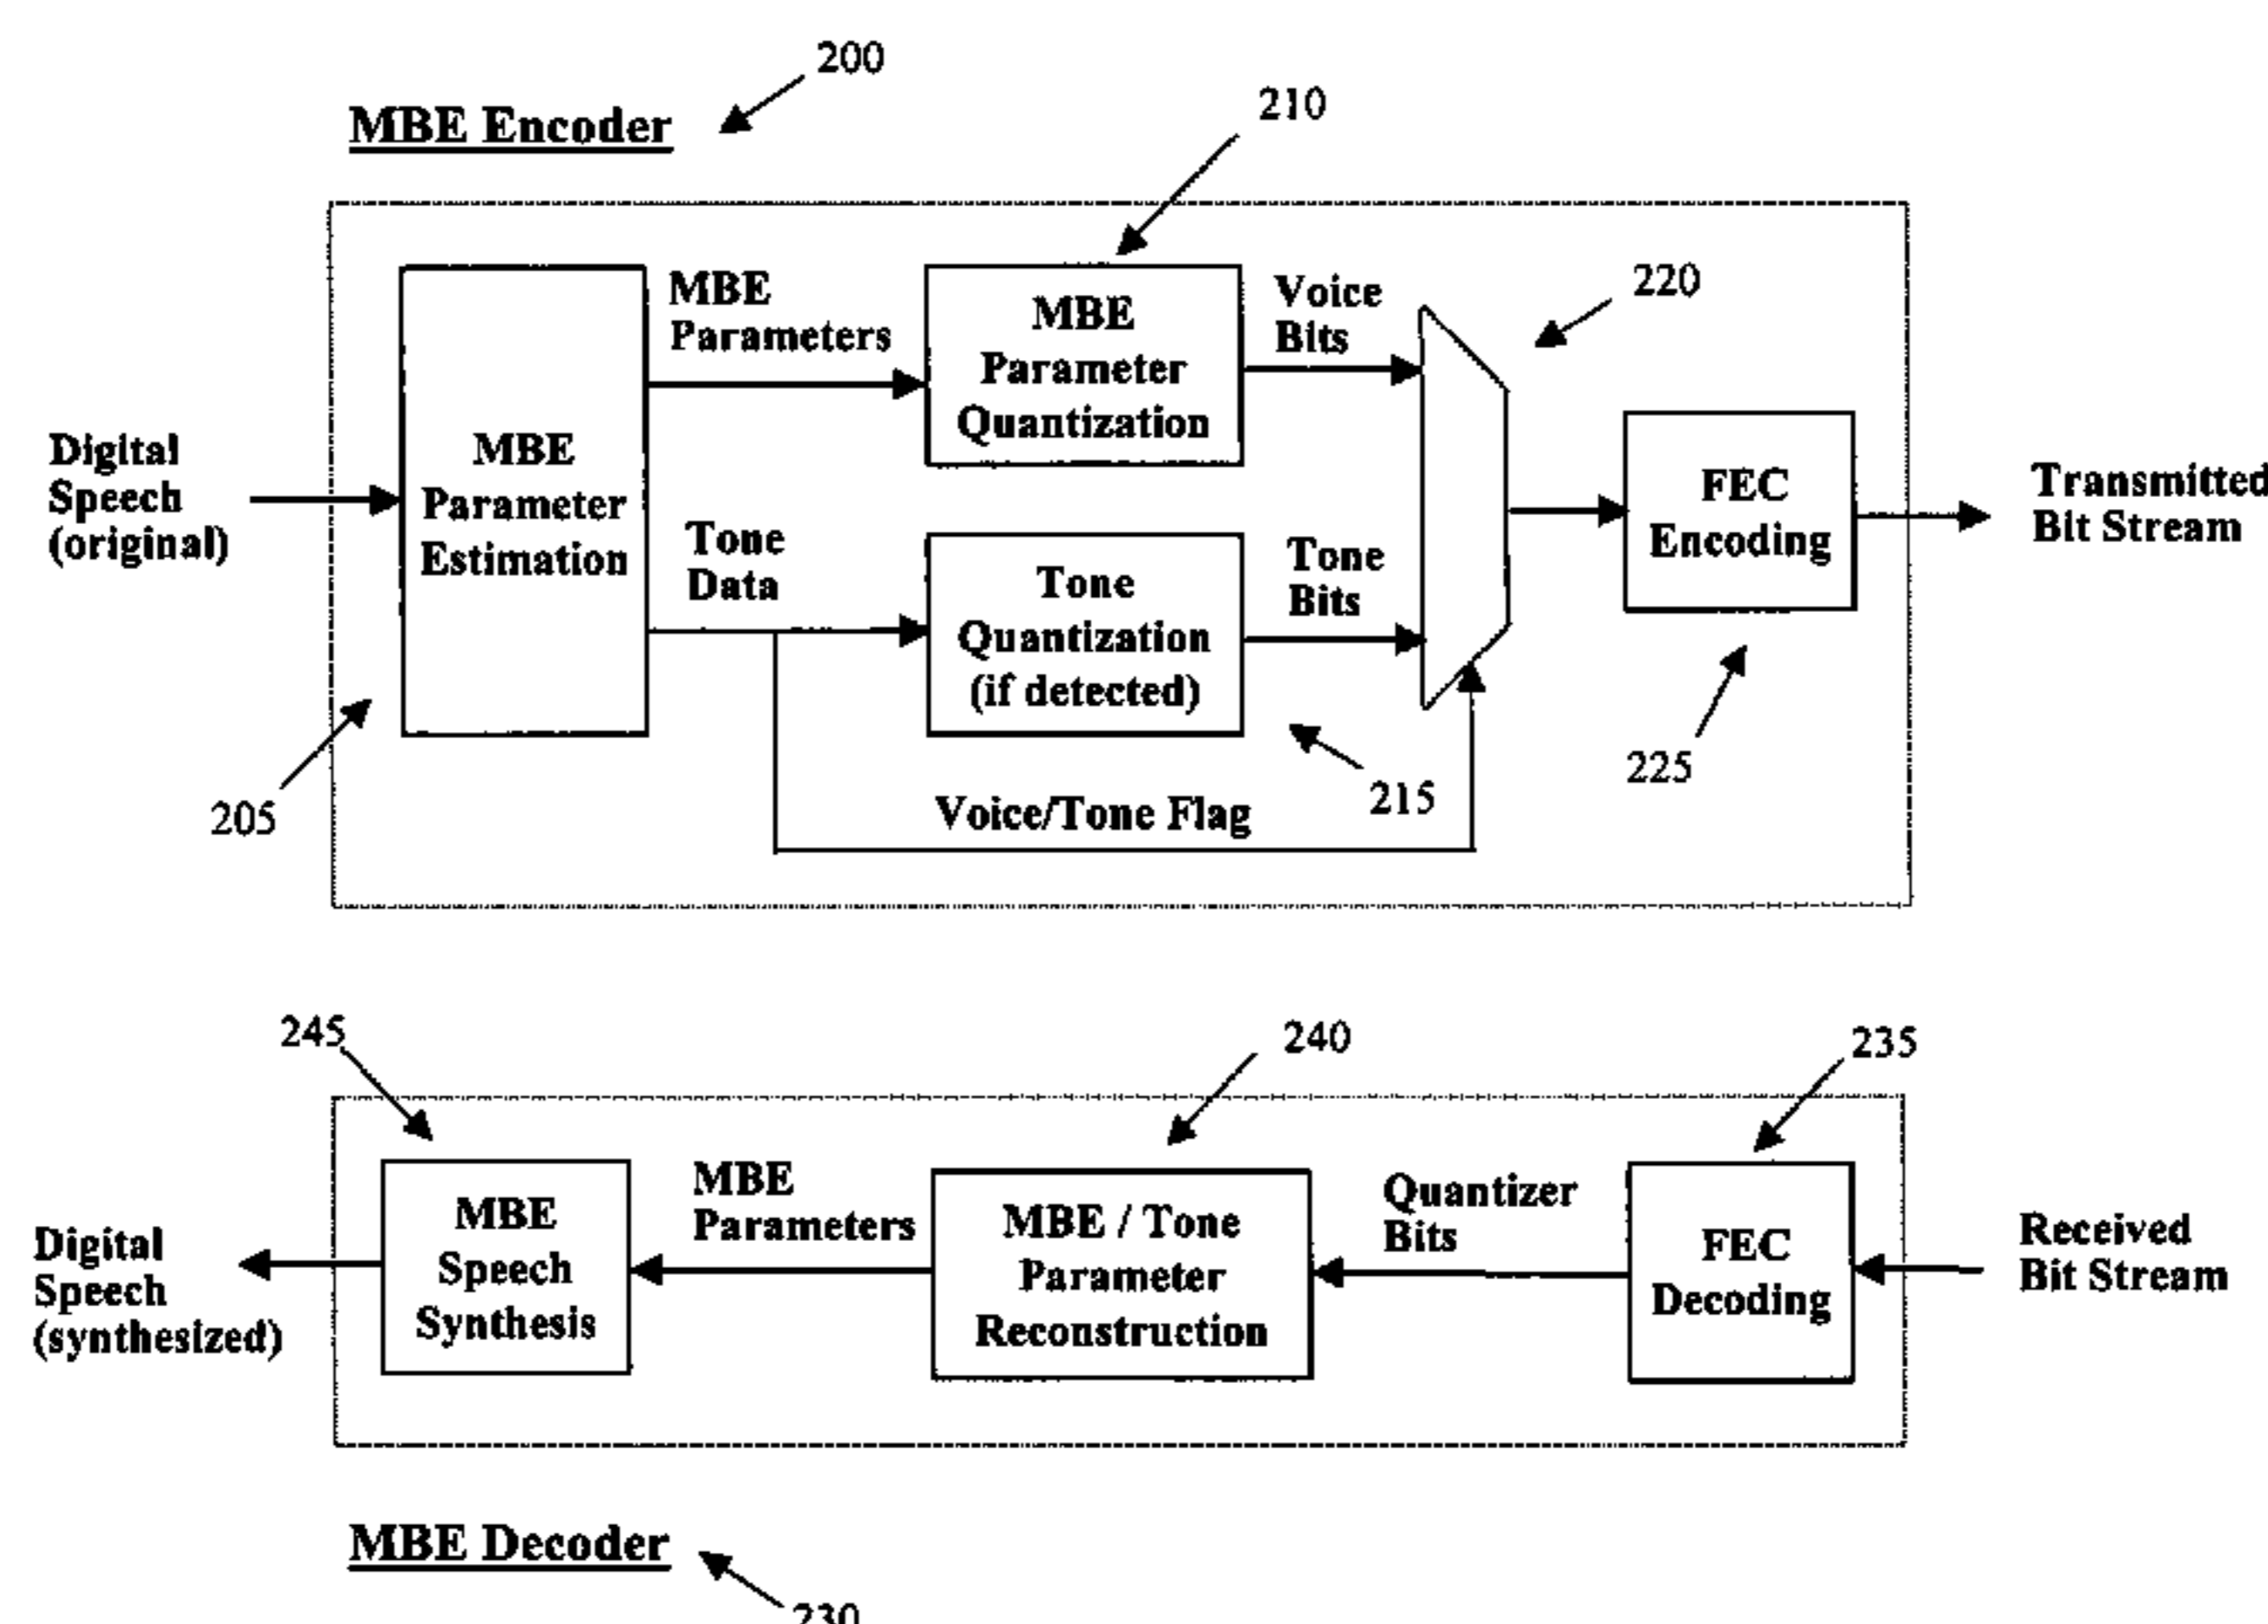 200
MBE Encoder
210
MBE
Parameters
MBE
Parameter
Quantization
Voice
Bits
220
Digital
Speech
(original)
MBE
Parameter
Estimation
Tone
Data
Tone
Quantization
(if detected)
Tone
Bits
FEC
Encoding
Transmitted
Bit Stream
205
Voice/Tone Flag
215
225
245
240
235
Digital
Speech
(synthesized)
MBE
Speech
Synthesis
MBE
Parameters
MBE / Tone
Parameter
Reconstruction
Quantizer
Bits
FEC
Decoding
Received
Bit Stream
MBE Decoder
230